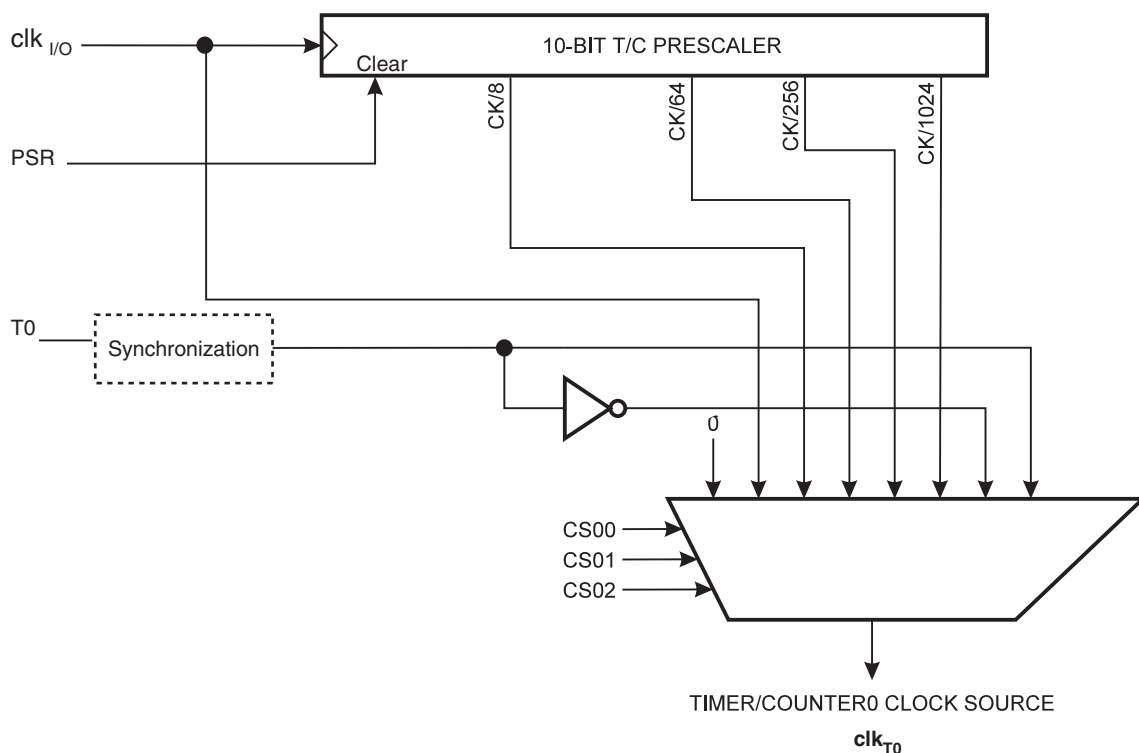 clk I/O
10-BIT T/C PRESCALER
Clear
CK/8
CK/64
CK/256
CK/1024
PSR
T0
Synchronization
0
CS00
CS01
CS02
TIMER/COUNTER0 CLOCK SOURCE
clkT0